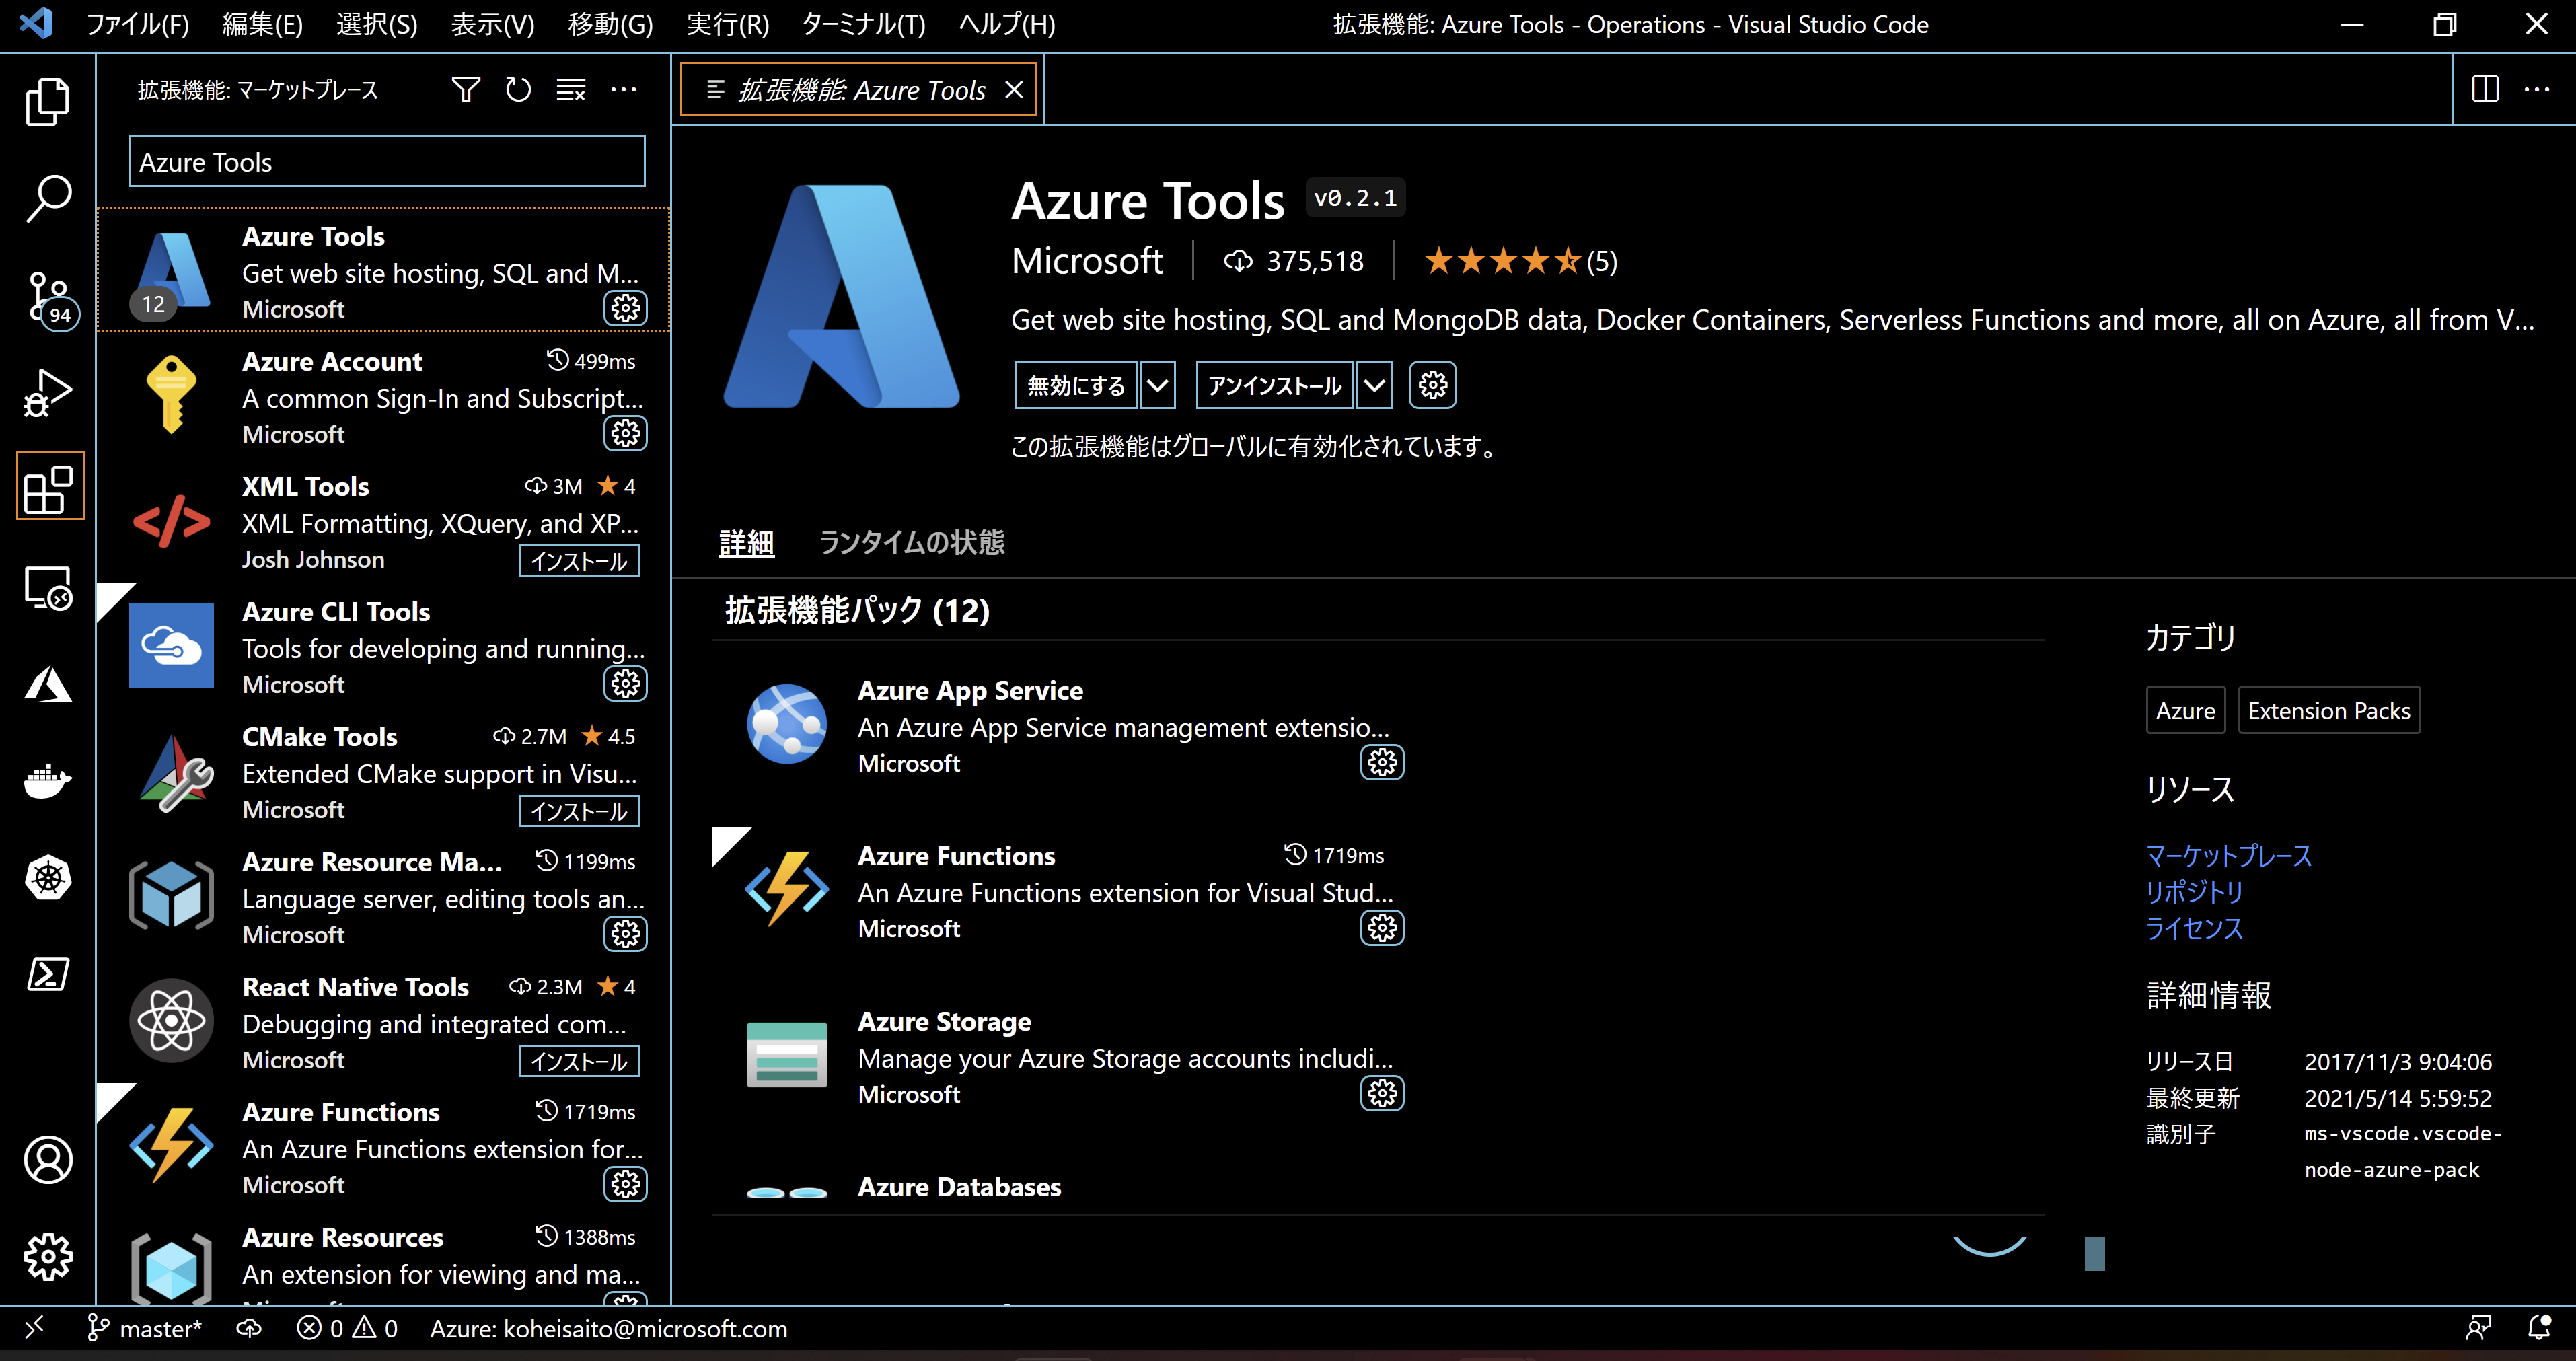 ファイル(F) 編集(E) 選択(S) 表示(V) 移動(G) 実行(R) ターミナル(T) ヘルプ(H)
拡張機能: Azure Tools - Operations - Visual Studio Code
拡張機能: マーケットプレース
Azure Tools
94
Azure Tools
Get web site hosting, SQL and M...
12
Microsoft
Azure Account 499ms
A common Sign-In and Subscript...
Microsoft
XML Tools 3M 4
XML Formatting, XQuery, and XP...
Josh Johnson インストール
Azure CLI Tools
Tools for developing and running...
Microsoft
CMake Tools 2.7M 4.5
Extended CMake support in Visu...
Microsoft インストール
Azure Resource Ma... 1199ms
Language server, editing tools an...
Microsoft
React Native Tools 2.3M 4
Debugging and integrated com...
Microsoft インストール
Azure Functions 1719ms
An Azure Functions extension for...
Microsoft
Azure Resources 1388ms
An extension for viewing and ma...
拡張機能: Azure Tools
Azure Tools v0.2.1
Microsoft 375,518 (5)
Get web site hosting, SQL and MongoDB data, Docker Containers, Serverless Functions and more, all on Azure, all from V...
無効にする アンインストール
この拡張機能はグローバルに有効化されています。
詳細 ランタイムの状態
拡張機能パック (12)
Azure App Service
An Azure App Service management extensio...
Microsoft
Azure Functions 1719ms
An Azure Functions extension for Visual Stud...
Microsoft
Azure Storage
Manage your Azure Storage accounts includi...
Microsoft
Azure Databases
カテゴリ
Azure Extension Packs
リソース
マーケットプレース
リポジトリ
ライセンス
詳細情報
リリース日 2017/11/3 9:04:06
最終更新 2021/5/14 5:59:52
識別子 ms-vscode.vscode-
node-azure-pack
master* 0 0 Azure: koheisaito@microsoft.com